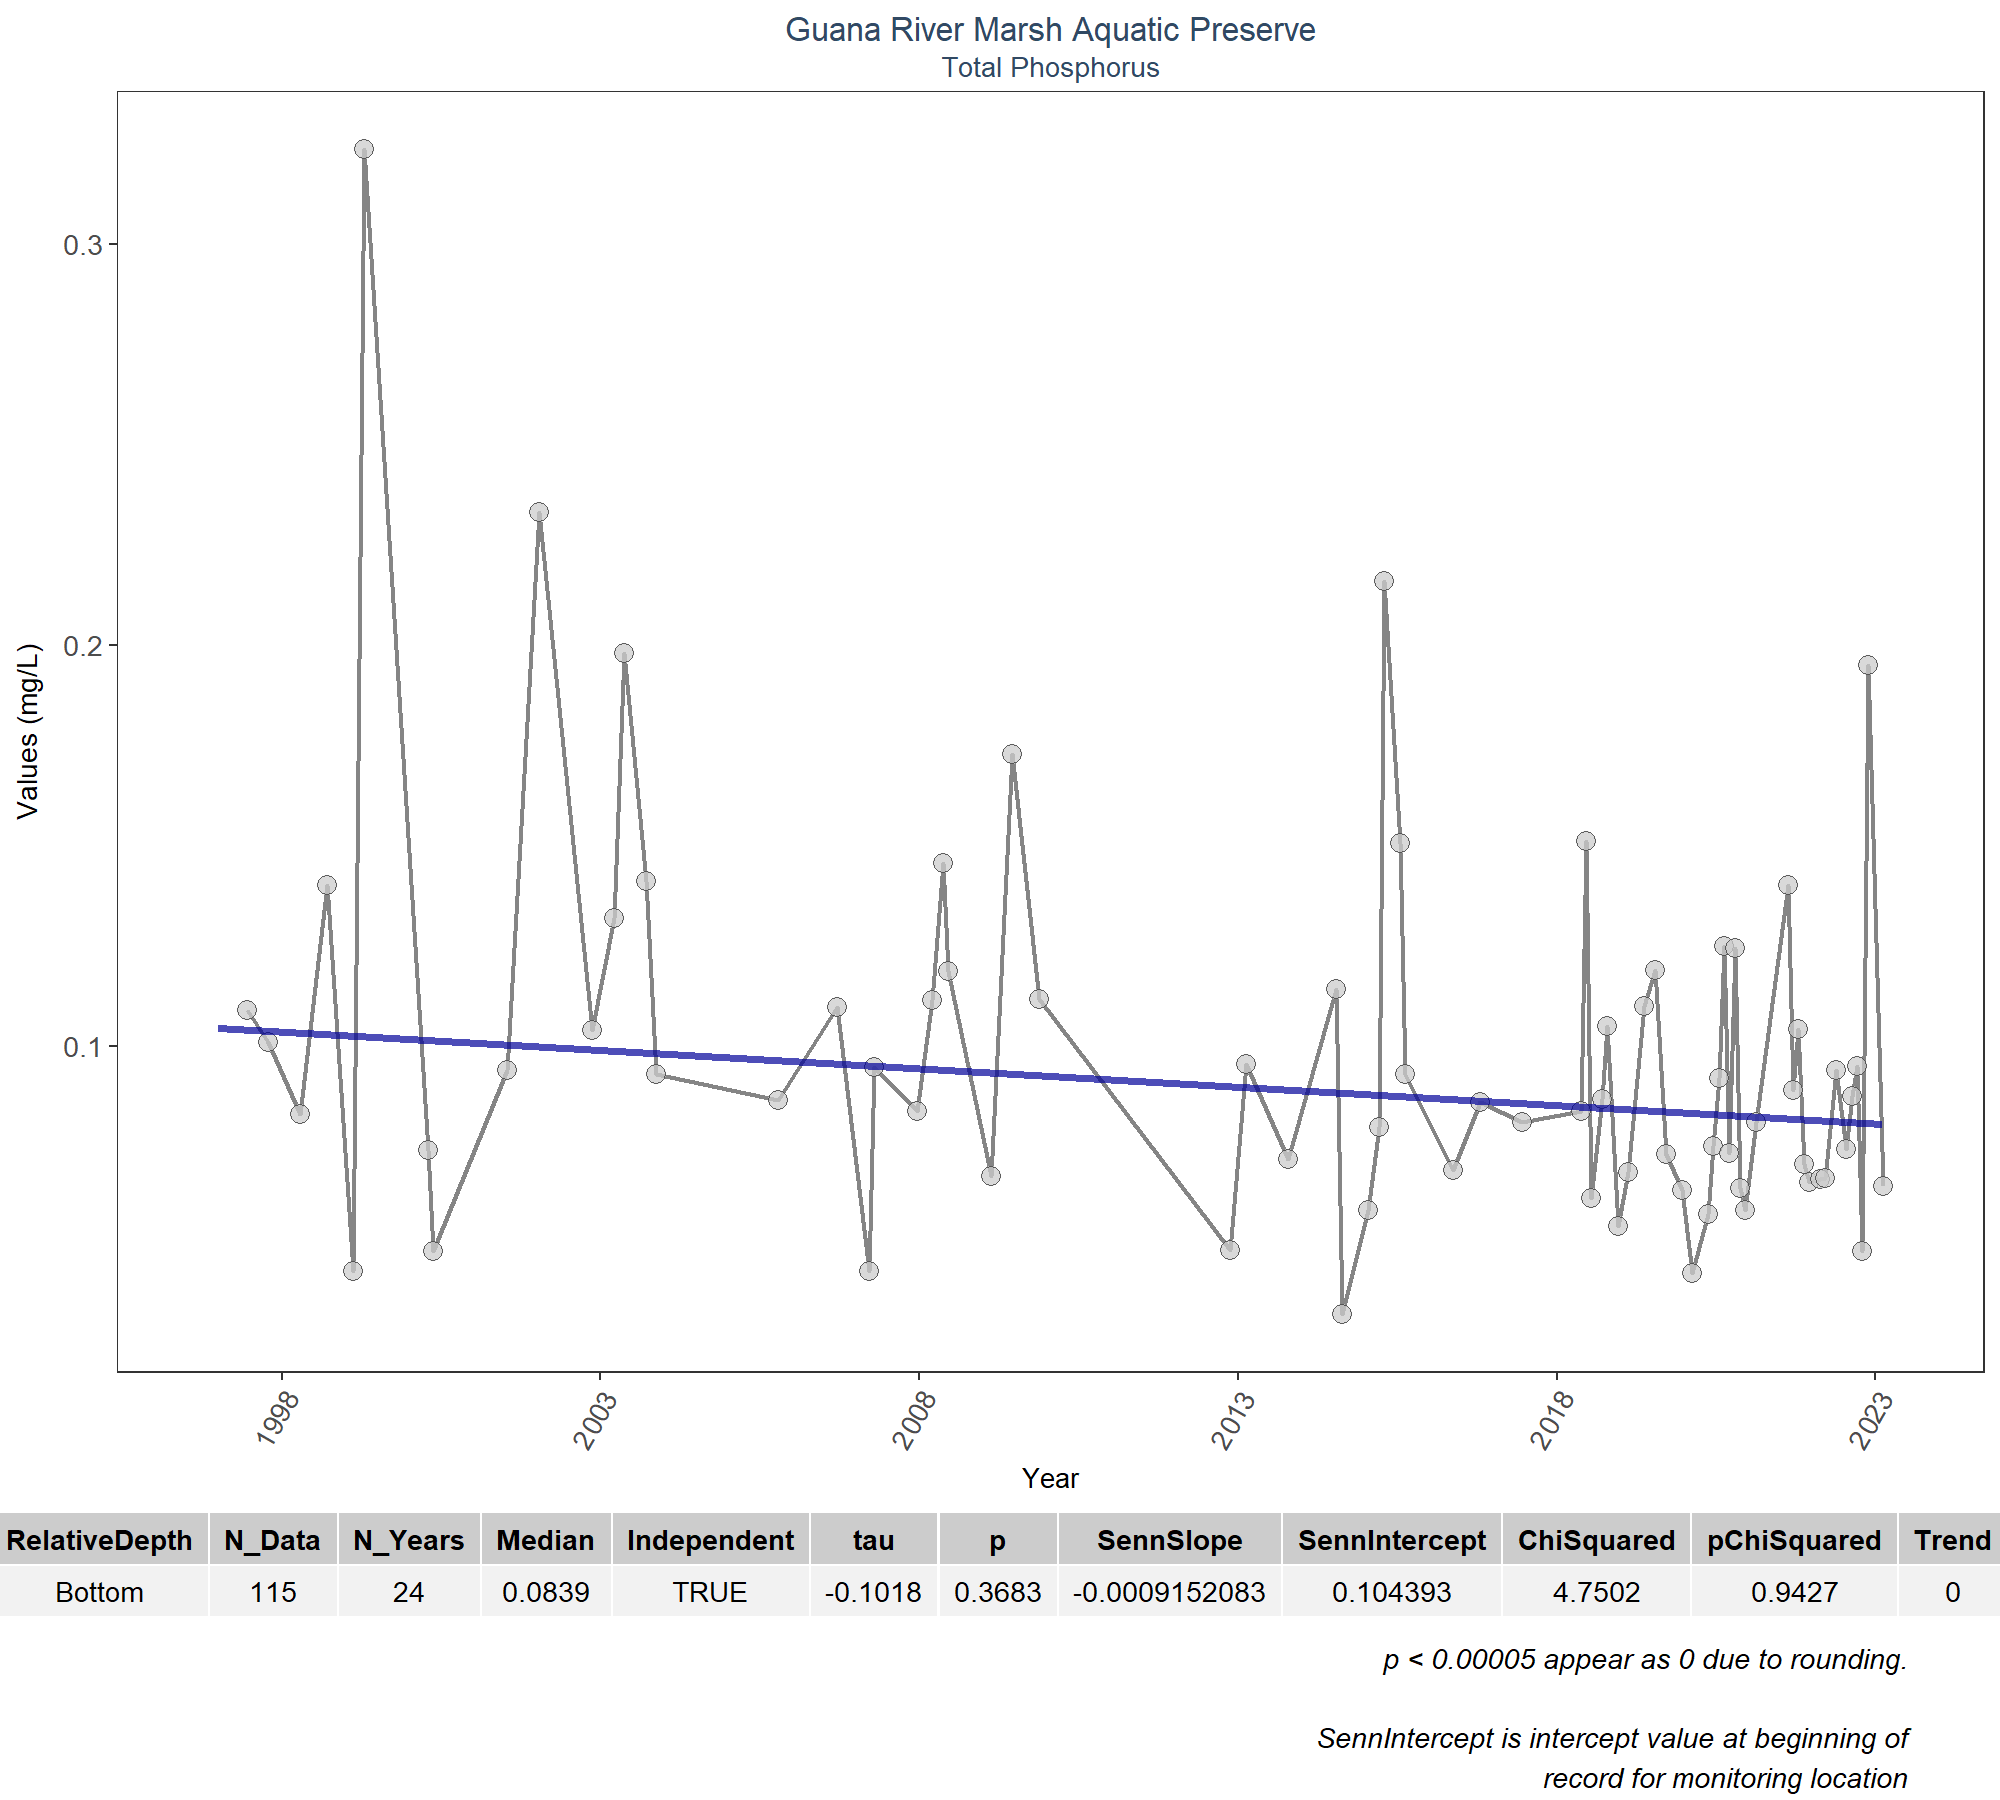 Guana River Marsh Aquatic Preserve
Total Phosphorus
Values (mg/L)
0.3
0.2
0.1
1998 2003 2008 2013 2018 2023
Year
RelativeDepth N_Data N_Years Median Independent tau p SennSlope SennIntercept ChiSquared pChiSquared Trend
Bottom 115 24 0.0839 TRUE -0.1018 0.3683 -0.0009152083 0.104393 4.7502 0.9427 0
p < 0.00005 appear as 0 due to rounding.
SennIntercept is intercept value at beginning of
record for monitoring location